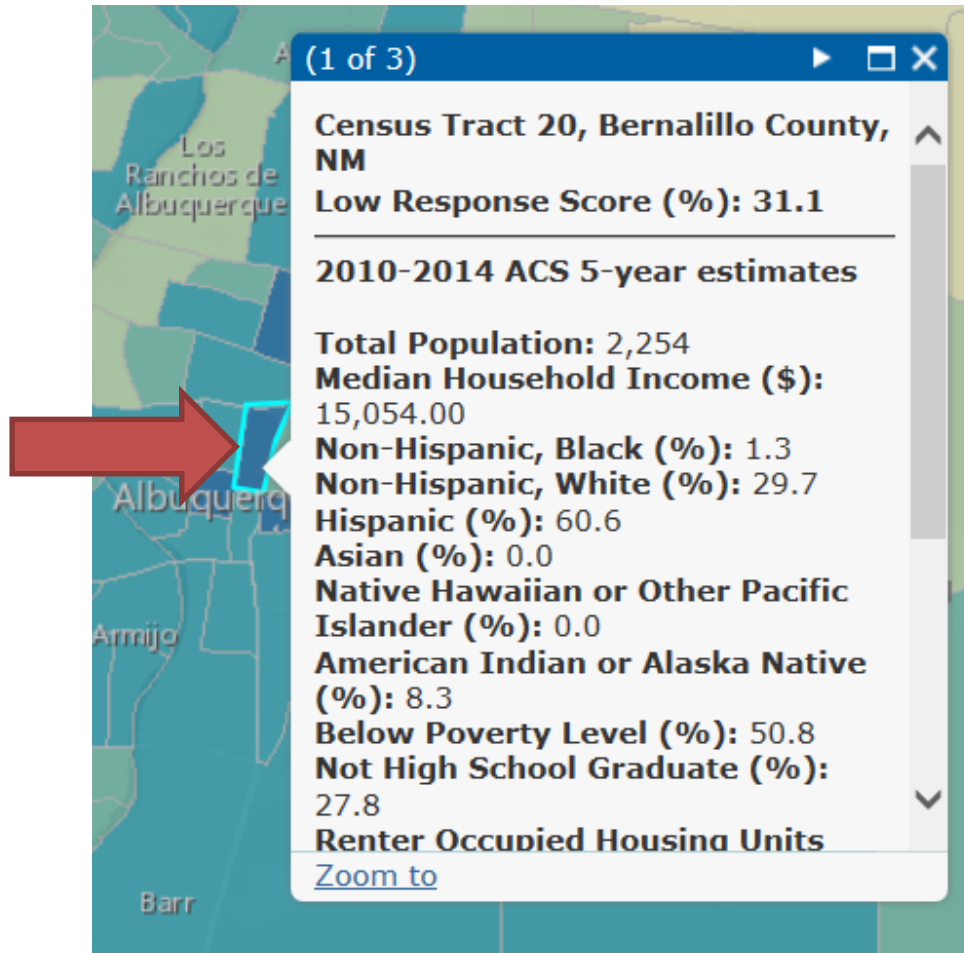 (1 of 3)
Census Tract 20, Bernalillo County,
NM
Low Response Score (%): 31.1
2010-2014 ACS 5-year estimates
Total Population: 2,254
Median Household Income ($):
15,054.00
Non-Hispanic, Black (%): 1.3
Non-Hispanic, White (%): 29.7
Hispanic (%): 60.6
Asian (%): 0.0
Native Hawaiian or Other Pacific
Islander (%): 0.0
American Indian or Alaska Native
(%): 8.3
Below Poverty Level (%): 50.8
Not High School Graduate (%):
27.8
Renter Occupied Housing Units
Zoom to
Los
Ranchos de
Albuquerque
Albuquerq
Armijo
Barr